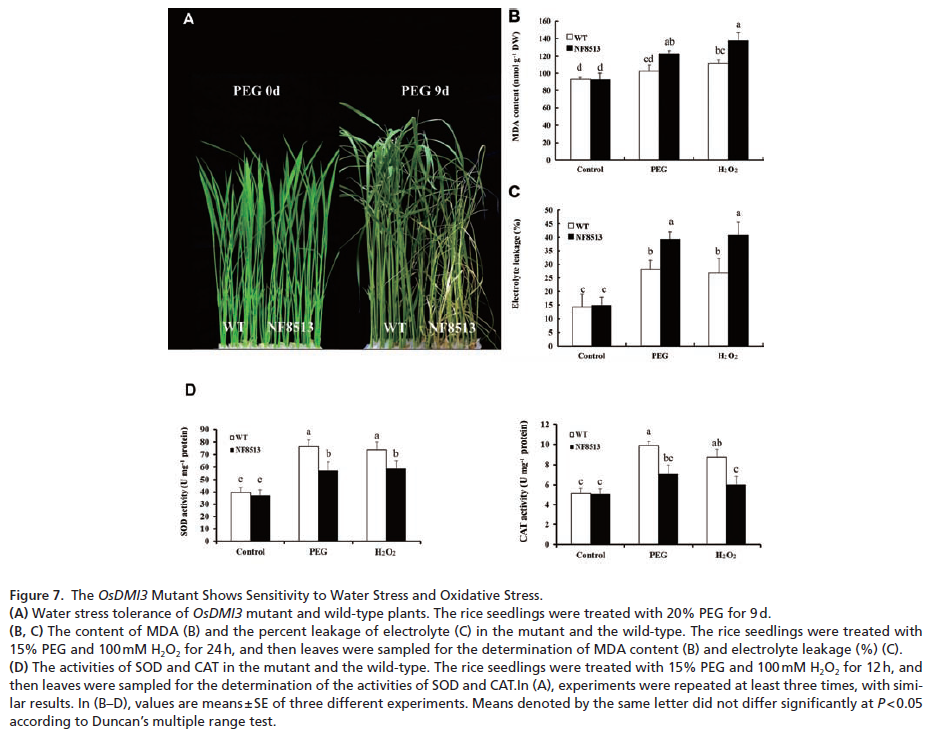 A
PEG 0d
PEG 9d
WT
NF8513
WT
NF8513
B
MDA content (nmol g⁻¹ DW)
160
140
120
100
80
60
40
20
0
WT
NF8513
d
d
cd
ab
bc
a
Control
PEG
H₂O₂
C
Electrolyte leakage (%)
50
45
40
35
30
25
20
15
10
5
0
WT
NF8513
c
c
b
a
b
a
Control
PEG
H₂O₂
D
SOD activity (U mg⁻¹ protein)
90
80
70
60
50
40
30
20
10
0
WT
NF8513
c
c
a
b
a
b
Control
PEG
H₂O₂
CAT activity (U mg⁻¹ protein)
12
10
8
6
4
2
0
WT
NF8513
c
c
a
bc
ab
c
Control
PEG
H₂O₂
Figure 7. The OsDMI3 Mutant Shows Sensitivity to Water Stress and Oxidative Stress.
(A) Water stress tolerance of OsDMI3 mutant and wild-type plants. The rice seedlings were treated with 20% PEG for 9 d.
(B, C) The content of MDA (B) and the percent leakage of electrolyte (C) in the mutant and the wild-type. The rice seedlings were treated with
15% PEG and 100 mM H₂O₂ for 24 h, and then leaves were sampled for the determination of MDA content (B) and electrolyte leakage (%) (C).
(D) The activities of SOD and CAT in the mutant and the wild-type. The rice seedlings were treated with 15% PEG and 100 mM H₂O₂ for 12 h, and
then leaves were sampled for the determination of the activities of SOD and CAT.In (A), experiments were repeated at least three times, with simi-
lar results. In (B–D), values are means ± SE of three different experiments. Means denoted by the same letter did not differ significantly at P < 0.05
according to Duncan's multiple range test.